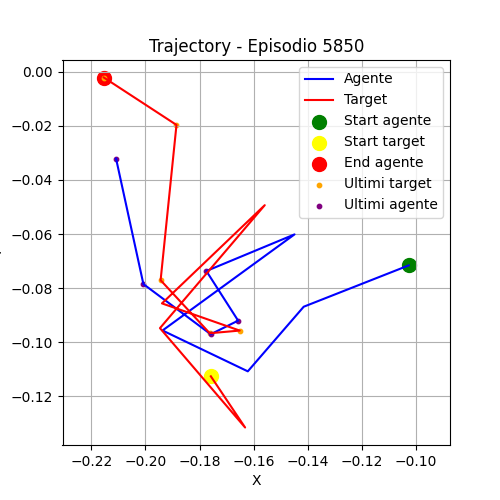 Trajectory - Episodio 5850
0.00
−0.02
−0.04
−0.06
−0.08
−0.10
−0.12
Agente
Target
Start agente
Start target
End agente
Ultimi target
Ultimi agente
−0.22
−0.20
−0.18
−0.16
−0.14
−0.12
−0.10
X